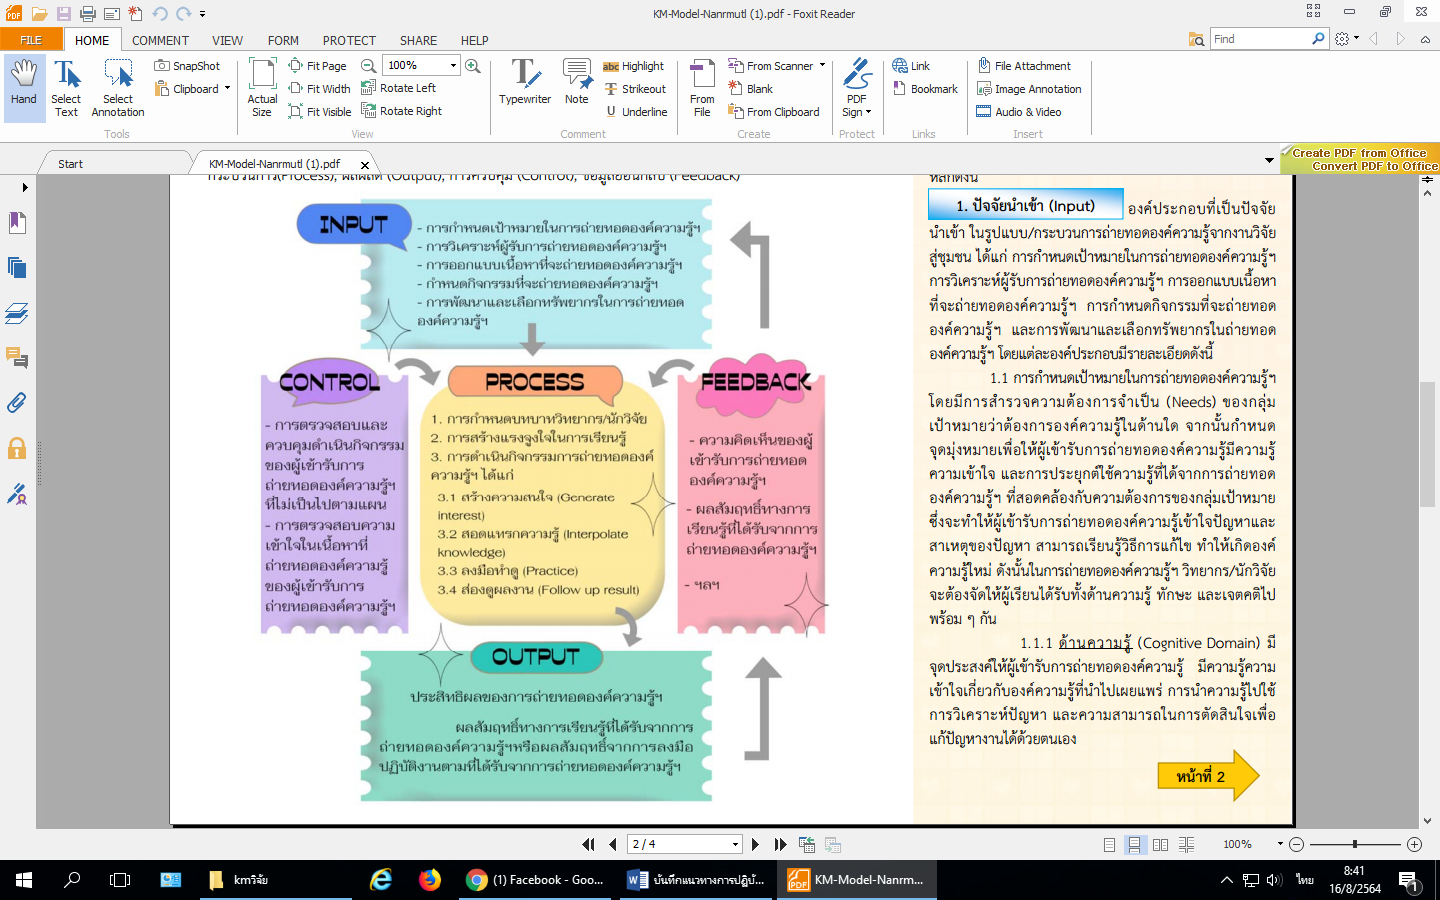 KM-Model-Nanrmutl (1).pdf - Foxit Reader
FILE HOME COMMENT VIEW FORM PROTECT SHARE HELP
Find
Hand
Select Text
Select Annotation
SnapShot
Clipboard
Tools
Actual Size
Fit Page
Fit Width
Fit Visible
100%
Rotate Left
Rotate Right
View
Typewriter
Note
Highlight
Strikeout
Underline
Comment
From File
From Scanner
Blank
From Clipboard
Create
PDF Sign
Protect
Link
Bookmark
Links
File Attachment
Image Annotation
Audio & Video
Insert
Start
KM-Model-Nanrmutl (1).pdf
Create PDF from Office
Convert PDF to Office
กระบวนการ(Process), ผลผลิต (Output), การควบคุม (Control), ข้อมูลย้อนกลับ (Feedback)
INPUT
- การกำหนดเป้าหมายในการถ่ายทอดองค์ความรู้ฯ
- การวิเคราะห์ผู้รับการถ่ายทอดองค์ความรู้ฯ
- การออกแบบเนื้อหาที่จะถ่ายทอดองค์ความรู้ฯ
- กำหนดกิจกรรมที่จะถ่ายทอดองค์ความรู้ฯ
- การพัฒนาและเลือกทรัพยากรในการถ่ายทอด
องค์ความรู้ฯ
CONTROL
- การตรวจสอบและ
ควบคุมดำเนินกิจกรรม
ของผู้เข้ารับการ
ถ่ายทอดองค์ความรู้ฯ
ที่ไม่เป็นไปตามแผน
- การตรวจสอบความ
เข้าใจในเนื้อหาที่
ถ่ายทอดองค์ความรู้
ของผู้เข้ารับการ
ถ่ายทอดองค์ความรู้ฯ
PROCESS
1. การกำหนดบทบาทวิทยากร/นักวิจัย
2. การสร้างแรงจูงใจในการเรียนรู้
3. การดำเนินกิจกรรมการถ่ายทอดองค์
ความรู้ฯ ได้แก่
3.1 สร้างความสนใจ (Generate
interest)
3.2 สอดแทรกความรู้ (Interpolate
knowledge)
3.3 ลงมือทำดู (Practice)
3.4 ส่องดูผลงาน (Follow up result)
FEEDBACK
- ความคิดเห็นของผู้
เข้ารับการถ่ายทอด
องค์ความรู้ฯ
- ผลสัมฤทธิ์ทางการ
เรียนรู้ที่ได้รับจากการ
ถ่ายทอดองค์ความรู้ฯ
- ฯลฯ
OUTPUT
ประสิทธิผลของการถ่ายทอดองค์ความรู้ฯ
ผลสัมฤทธิ์ทางการเรียนรู้ที่ได้รับจากการ
ถ่ายทอดองค์ความรู้ฯหรือผลสัมฤทธิ์จากการลงมือ
ปฏิบัติงานตามที่ได้รับจากการถ่ายทอดองค์ความรู้ฯ
1. ปัจจัยนำเข้า (Input) องค์ประกอบที่เป็นปัจจัย
นำเข้า ในรูปแบบ/กระบวนการถ่ายทอดองค์ความรู้จากงานวิจัย
สู่ชุมชน ได้แก่ การกำหนดเป้าหมายในการถ่ายทอดองค์ความรู้ฯ
การวิเคราะห์ผู้รับการถ่ายทอดองค์ความรู้ฯ การออกแบบเนื้อหา
ที่จะถ่ายทอดองค์ความรู้ฯ การกำหนดกิจกรรมที่จะถ่ายทอด
องค์ความรู้ฯ และการพัฒนาและเลือกทรัพยากรในถ่ายทอด
องค์ความรู้ฯ โดยแต่ละองค์ประกอบมีรายละเอียดดังนี้
1.1 การกำหนดเป้าหมายในการถ่ายทอดองค์ความรู้ฯ
โดยมีการสำรวจความต้องการจำเป็น (Needs) ของกลุ่ม
เป้าหมายว่าต้องการองค์ความรู้ในด้านใด จากนั้นกำหนด
จุดมุ่งหมายเพื่อให้ผู้เข้ารับการถ่ายทอดองค์ความรู้มีความรู้
ความเข้าใจ และการประยุกต์ใช้ความรู้ที่ได้จากการถ่ายทอด
องค์ความรู้ฯ ที่สอดคล้องกับความต้องการของกลุ่มเป้าหมาย
ซึ่งจะทำให้ผู้เข้ารับการถ่ายทอดองค์ความรู้เข้าใจปัญหาและ
สาเหตุของปัญหา สามารถเรียนรู้วิธีการแก้ไข ทำให้เกิดองค์
ความรู้ใหม่ ดังนั้นในการถ่ายทอดองค์ความรู้ฯ วิทยากร/นักวิจัย
จะต้องจัดให้ผู้เรียนได้รับทั้งด้านความรู้ ทักษะ และเจตคติไป
พร้อม ๆ กัน
1.1.1 ด้านความรู้ (Cognitive Domain) มี
จุดประสงค์ให้ผู้เข้ารับการถ่ายทอดองค์ความรู้ มีความรู้ความ
เข้าใจเกี่ยวกับองค์ความรู้ที่นำไปเผยแพร่ การนำความรู้ไปใช้
การวิเคราะห์ปัญหา และความสามารถในการตัดสินใจเพื่อ
แก้ปัญหางานได้ด้วยตนเอง
หน้าที่ 2
2 / 4
100%
kmวิจัย
(1) Facebook - Goo...
บันทึกแนวทางการปฏิบั...
KM-Model-Nanrm...
ไทย
8:41
16/8/2564
1